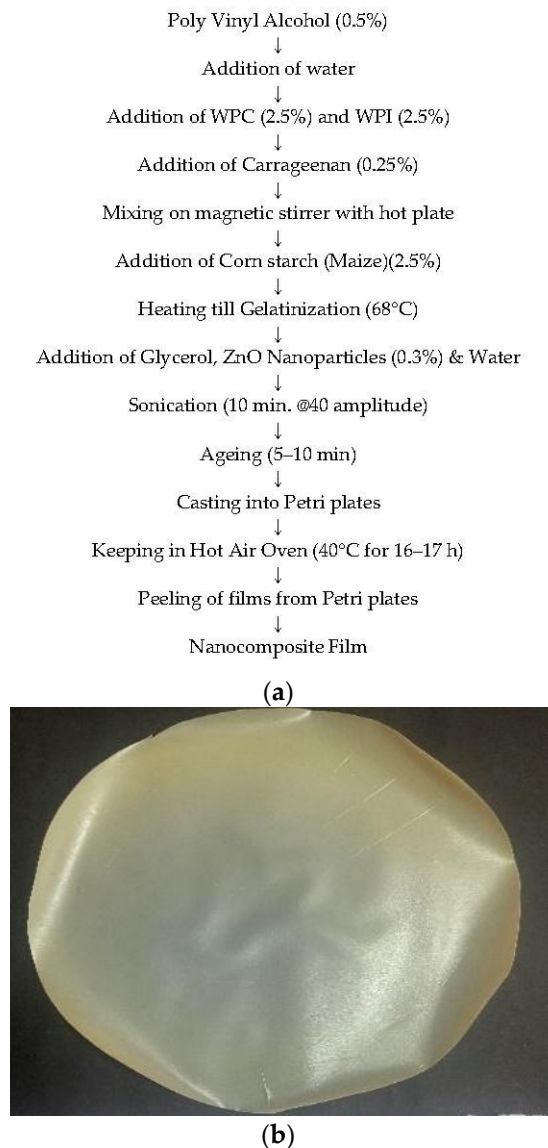 Poly Vinyl Alcohol (0.5%)
↓
Addition of water
↓
Addition of WPC (2.5%) and WPI (2.5%)
↓
Addition of Carrageenan (0.25%)
↓
Mixing on magnetic stirrer with hot plate
↓
Addition of Corn starch (Maize)(2.5%)
↓
Heating till Gelatinization (68°C)
↓
Addition of Glycerol, ZnO Nanoparticles (0.3%) & Water
↓
Sonication (10 min. @40 amplitude)
↓
Ageing (5–10 min)
↓
Casting into Petri plates
↓
Keeping in Hot Air Oven (40°C for 16–17 h)
↓
Peeling of films from Petri plates
↓
Nanocomposite Film
(a)
(b)